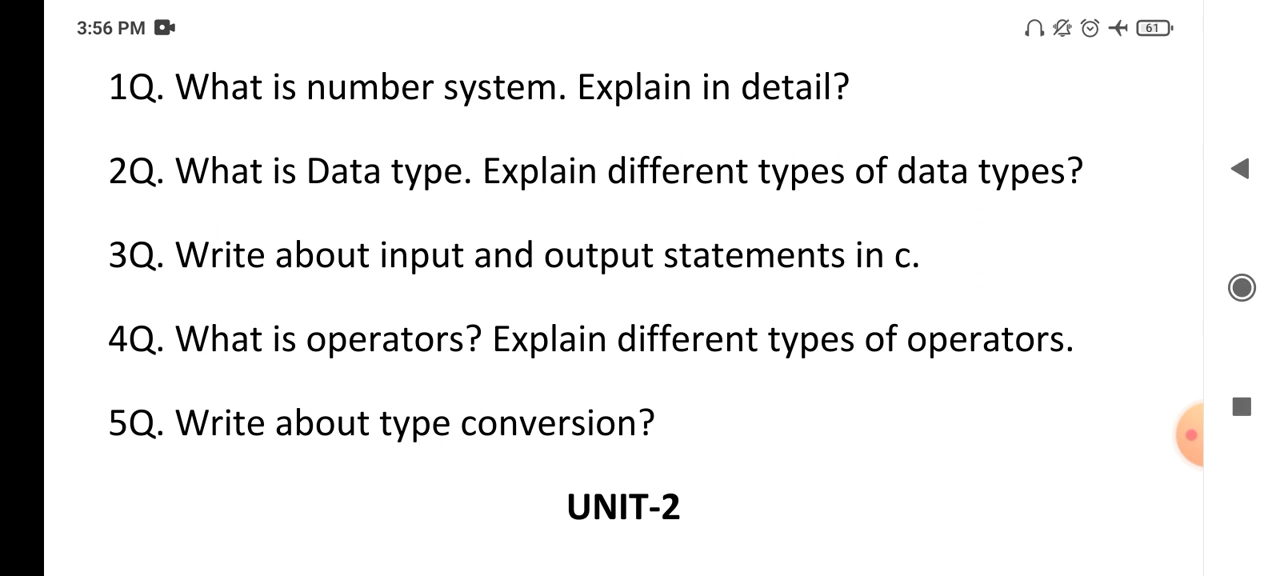 3:56 PM
61
1Q. What is number system. Explain in detail?
2Q. What is Data type. Explain different types of data types?
3Q. Write about input and output statements in c.
4Q. What is operators? Explain different types of operators.
5Q. Write about type conversion?
UNIT-2